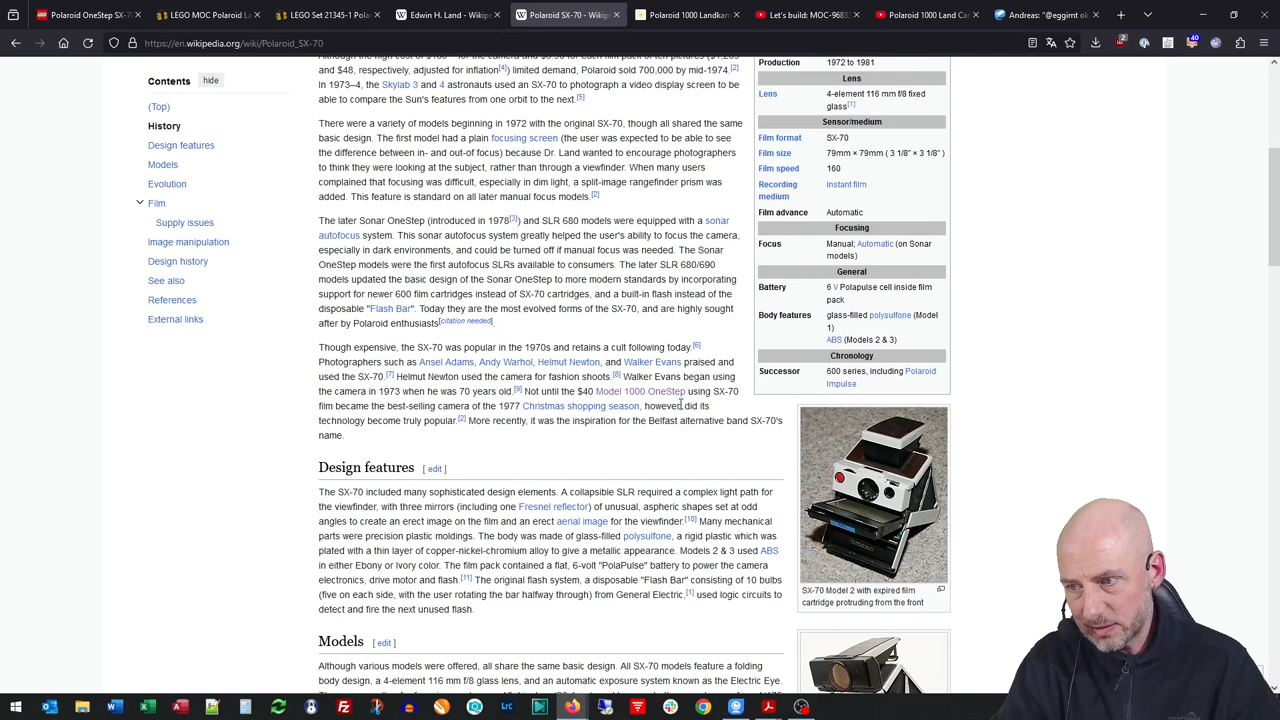 LEGO OneStep SX-70
LEGO MOC Polaroid La
LEGO Set 21345-1 Pola
Edwin H. Land - Wikipe
Polaroid SX-70 - Wikip
Polaroid 1000 Landkam
Let's build: MOC-9683
Polaroid 1000 Land Car
Andreas: "@eggimt ok
https://en.wikipedia.org/wiki/Polaroid_SX-70
2
40
Contents hide
(Top)
History
Design features
Models
Evolution
Film
Supply issues
Image manipulation
Design history
See also
References
External links
and $48, respectively, adjusted for inflation[4]) limited demand, Polaroid sold 700,000 by mid-1974.[2]
In 1973–4, the Skylab 3 and 4 astronauts used an SX-70 to photograph a video display screen to be
able to compare the Sun's features from one orbit to the next.[5]
There were a variety of models beginning in 1972 with the original SX-70, though all shared the same
basic design. The first model had a plain focusing screen (the user was expected to be able to see
the difference between in- and out-of focus) because Dr. Land wanted to encourage photographers
to think they were looking at the subject, rather than through a viewfinder. When many users
complained that focusing was difficult, especially in dim light, a split-image rangefinder prism was
added. This feature is standard on all later manual focus models.[2]
The later Sonar OneStep (introduced in 1978[3]) and SLR 680 models were equipped with a sonar
autofocus system. This sonar autofocus system greatly helped the user's ability to focus the camera,
especially in dark environments, and could be turned off if manual focus was needed. The Sonar
OneStep models were the first autofocus SLRs available to consumers. The later SLR 680/690
models updated the basic design of the Sonar OneStep to more modern standards by incorporating
support for newer 600 film cartridges instead of SX-70 cartridges, and a built-in flash instead of the
disposable "Flash Bar". Today they are the most evolved forms of the SX-70, and are highly sought
after by Polaroid enthusiasts[citation needed].
Though expensive, the SX-70 was popular in the 1970s and retains a cult following today.[6]
Photographers such as Ansel Adams, Andy Warhol, Helmut Newton, and Walker Evans praised and
used the SX-70.[7] Helmut Newton used the camera for fashion shoots.[8] Walker Evans began using
the camera in 1973 when he was 70 years old.[9] Not until the $40 Model 1000 OneStep using SX-70
film became the best-selling camera of the 1977 Christmas shopping season, however, did its
technology become truly popular.[2] More recently, it was the inspiration for the Belfast alternative band SX-70's
name.
Design features [ edit ]
The SX-70 included many sophisticated design elements. A collapsible SLR required a complex light path for
the viewfinder, with three mirrors (including one Fresnel reflector) of unusual, aspheric shapes set at odd
angles to create an erect image on the film and an erect aerial image for the viewfinder.[10] Many mechanical
parts were precision plastic moldings. The body was made of glass-filled polysulfone, a rigid plastic which was
plated with a thin layer of copper-nickel-chromium alloy to give a metallic appearance. Models 2 & 3 used ABS
in either Ebony or Ivory color. The film pack contained a flat, 6-volt "PolaPulse" battery to power the camera
electronics, drive motor and flash.[11] The original flash system, a disposable "Flash Bar" consisting of 10 bulbs
(five on each side, with the user rotating the bar halfway through) from General Electric,[1] used logic circuits to
detect and fire the next unused flash.
Models [ edit ]
Although various models were offered, all share the same basic design. All SX-70 models feature a folding
body design, a 4-element 116 mm f/8 glass lens, and an automatic exposure system known as the Electric Eye.
Production 1972 to 1981
Lens
Lens 4-element 116 mm f/8 fixed
glass[1]
Sensor/medium
Film format SX-70
Film size 79mm × 79mm ( 3 1/8" × 3 1/8" )
Film speed 160
Recording Instant film
medium
Film advance Automatic
Focusing
Focus Manual; Automatic (on Sonar
models)
General
Battery 6 V Polapulse cell inside film
pack
Body features glass-filled polysulfone (Model
1)
ABS (Models 2 & 3)
Chronology
Successor 600 series, including Polaroid
Impulse
SX-70 Model 2 with expired film
cartridge protruding from the front